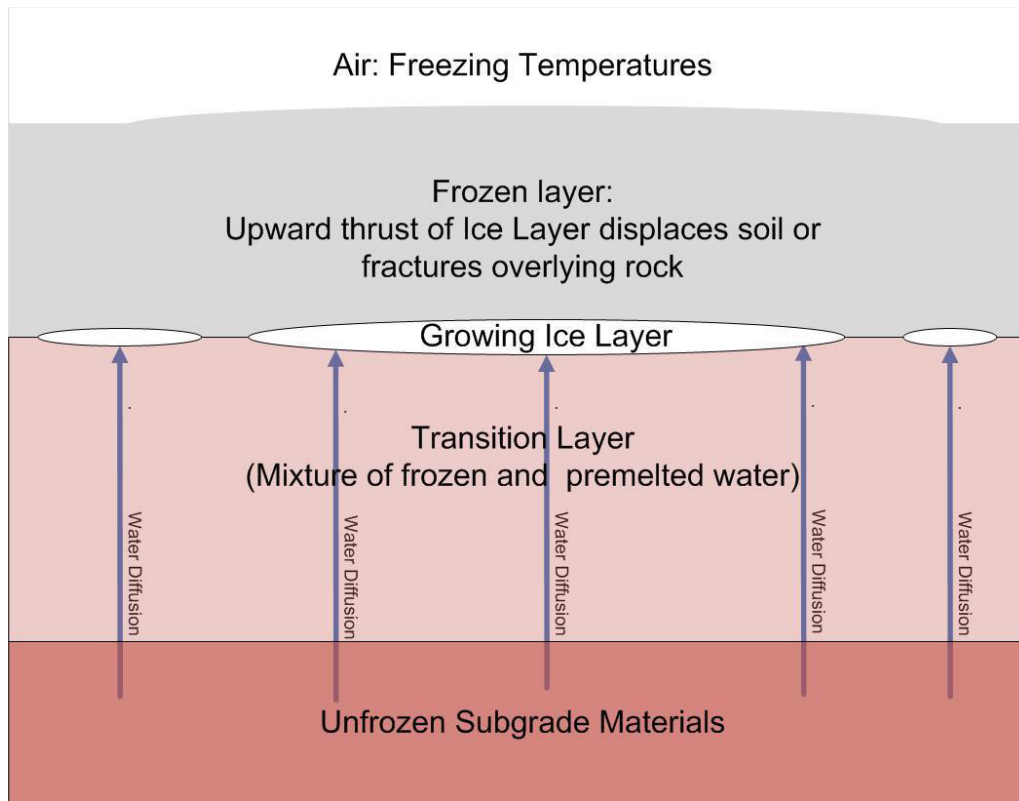 Air: Freezing Temperatures
Frozen layer:
Upward thrust of Ice Layer displaces soil or
fractures overlying rock
Growing Ice Layer
Transition Layer
(Mixture of frozen and premelted water)
Water Diffusion
Water Diffusion
Water Diffusion
Water Diffusion
Water Diffusion
Unfrozen Subgrade Materials